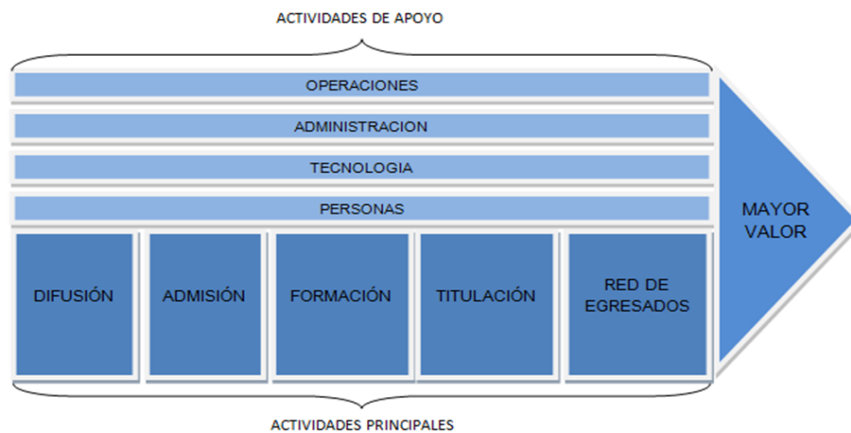 ACTIVIDADES DE APOYO
OPERACIONES
ADMINISTRACION
TECNOLOGIA
PERSONAS
MAYOR
VALOR
DIFUSIÓN
ADMISIÓN
FORMACIÓN
TITULACIÓN
RED DE
EGRESADOS
ACTIVIDADES PRINCIPALES